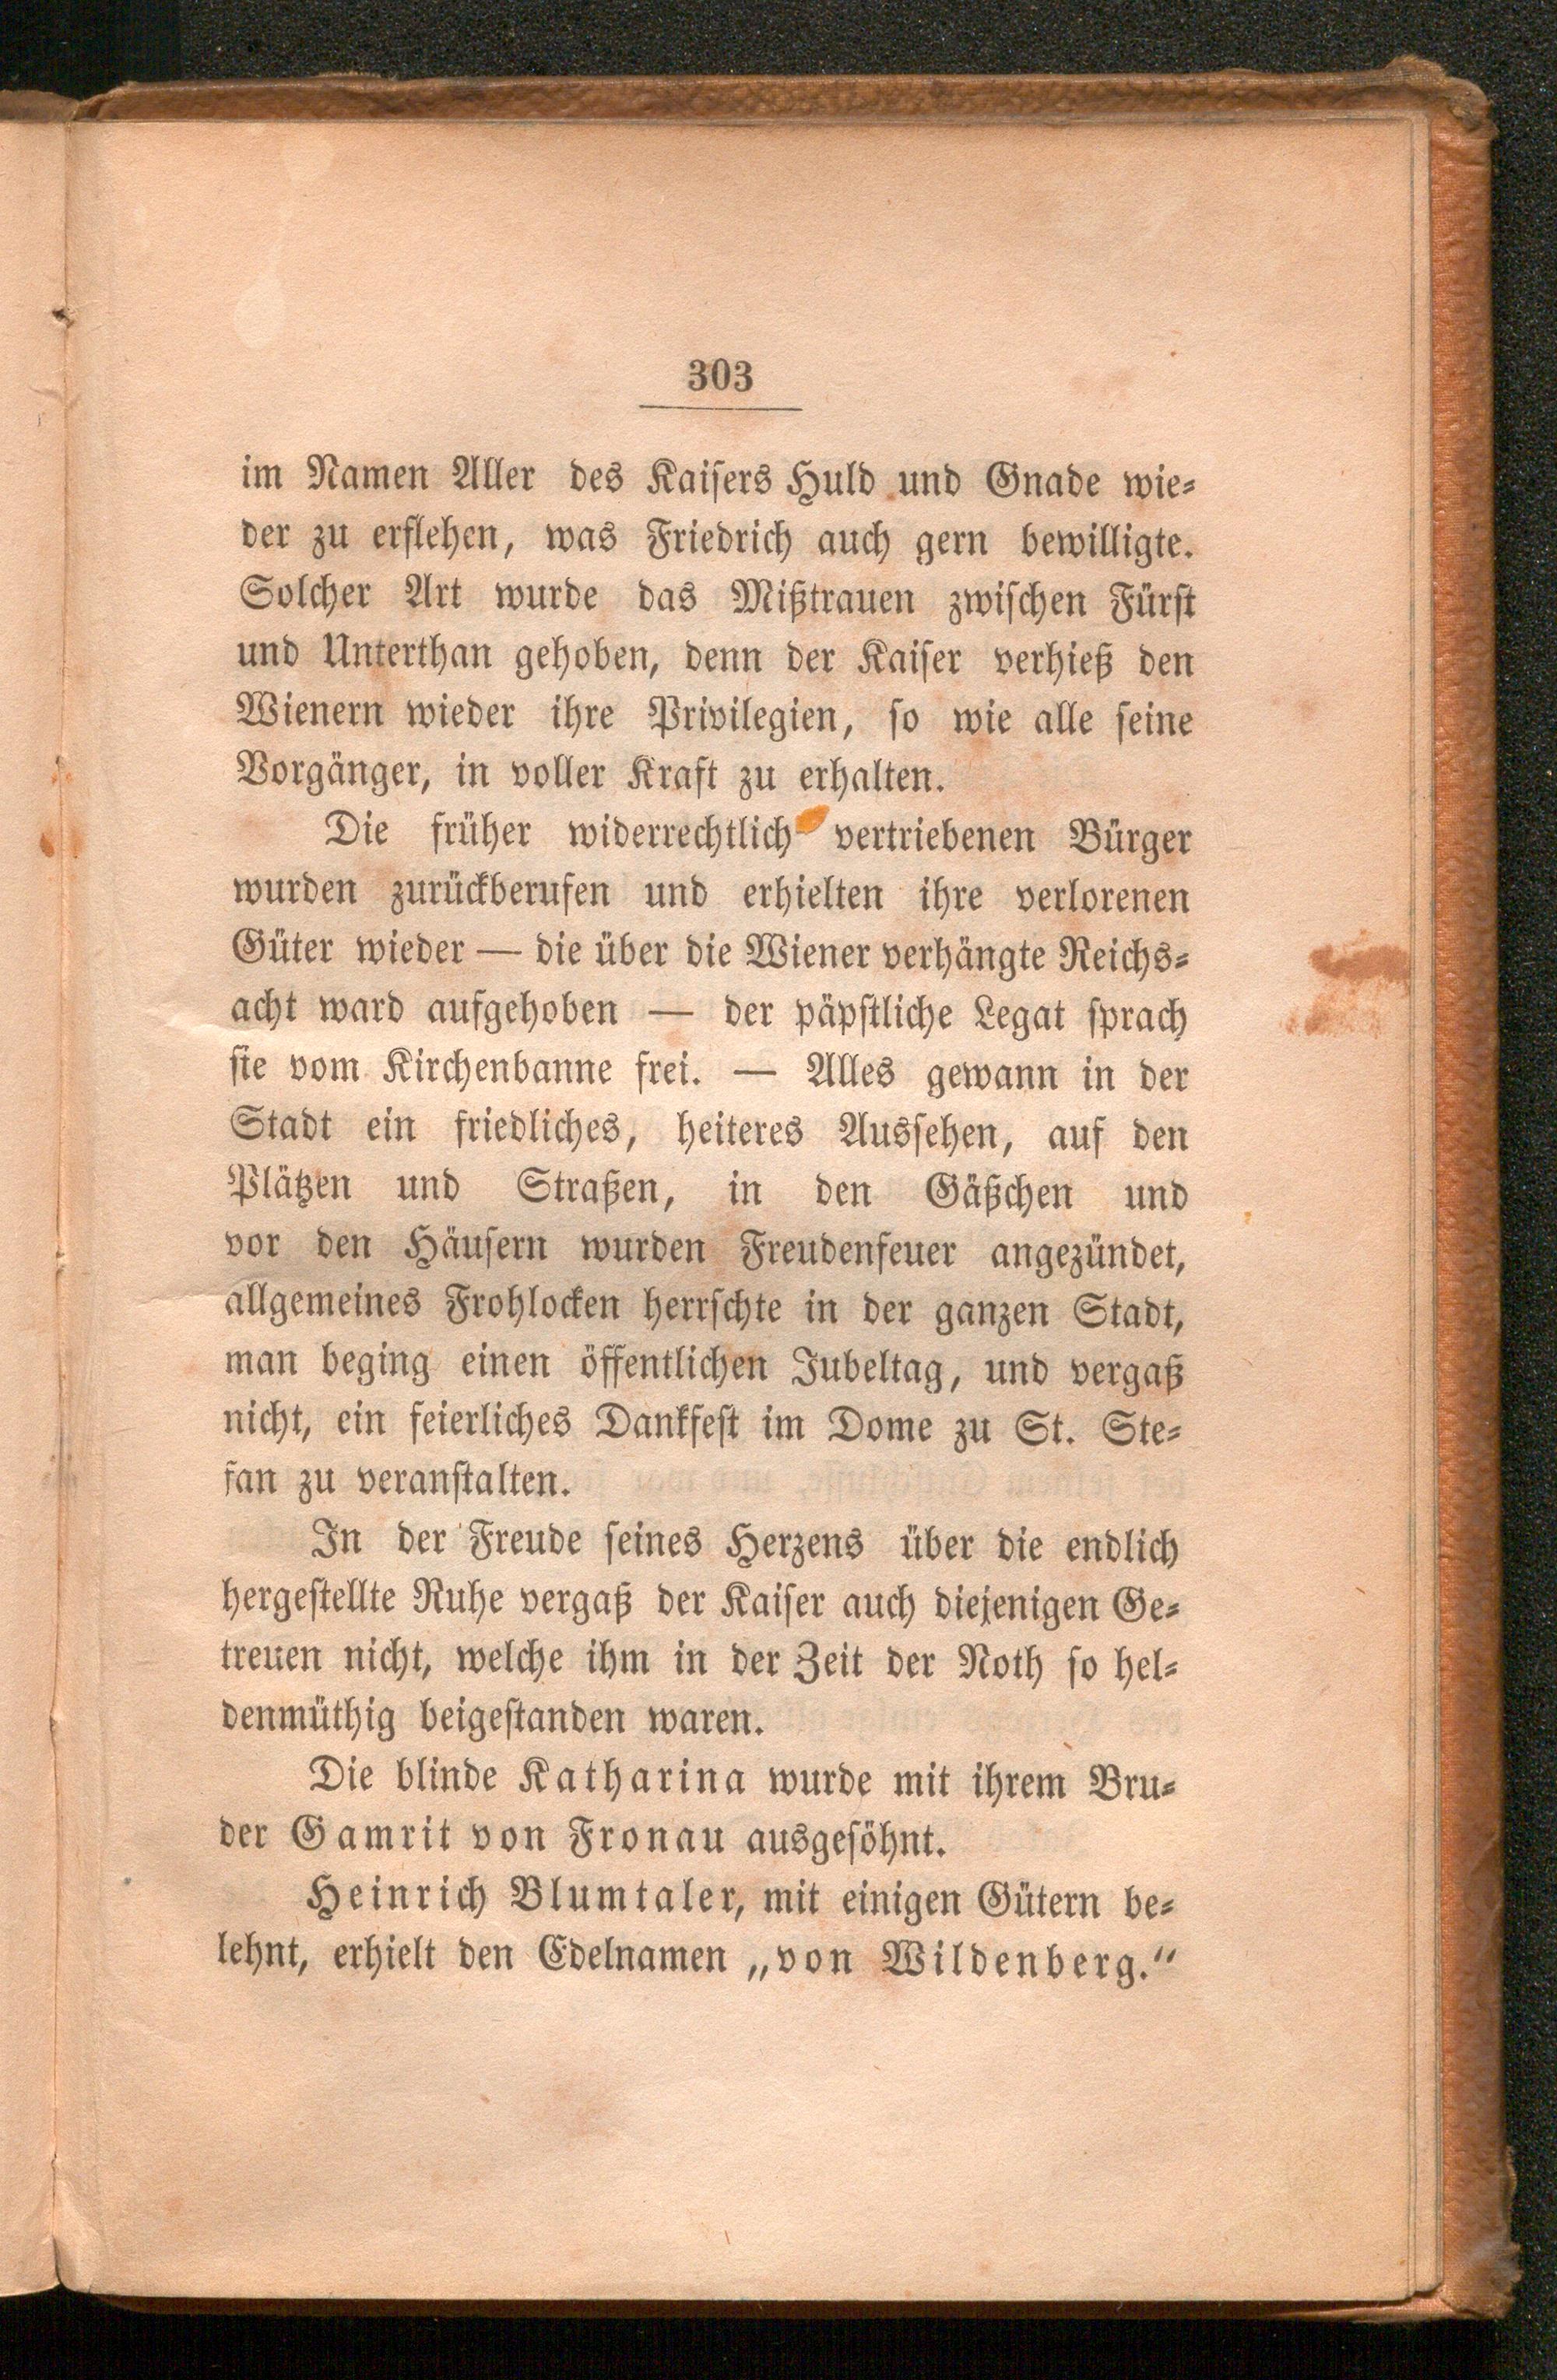 303
im Namen Aller des Kaisers Huld und Gnade wie⸗
der zu erflehen, was Friedrich auch gern bewilligte.
Solcher Art wurde das Mißtrauen zwischen Fürst
und Unterthan gehoben, denn der Kaiser verhieß den
Wienern wieder ihre Privilegien, so wie alle seine
Vorgänger, in voller Kraft zu erhalten.
Die früher widerrechtlich vertriebenen Bürger
wurden zurückberufen und erhielten ihre verlorenen
Güter wieder — die über die Wiener verhängte Reichs⸗
acht ward aufgehoben — der päpstliche Legat sprach
sie vom Kirchenbanne frei. — Alles gewann in der
Stadt ein friedliches, heiteres Aussehen, auf den
Plätzen und Straßen, in den Gäßchen und
vor den Häusern wurden Freudenfeuer angezündet,
allgemeines Frohlocken herrschte in der ganzen Stadt,
man beging einen öffentlichen Jubeltag, und vergaß
nicht, ein feierliches Dankfest im Dome zu St. Ste⸗
fan zu veranstalten.
In der Freude seines Herzens über die endlich
hergestellte Ruhe vergaß der Kaiser auch diejenigen Ge⸗
treuen nicht, welche ihm in der Zeit der Noth so hel⸗
denmüthig beigestanden waren.
Die blinde Katharina wurde mit ihrem Bru⸗
der Gamrit von Fronau ausgesöhnt.
Heinrich Blumtaler, mit einigen Gütern be⸗
lehnt, erhielt den Edelnamen „von Wildenberg.“